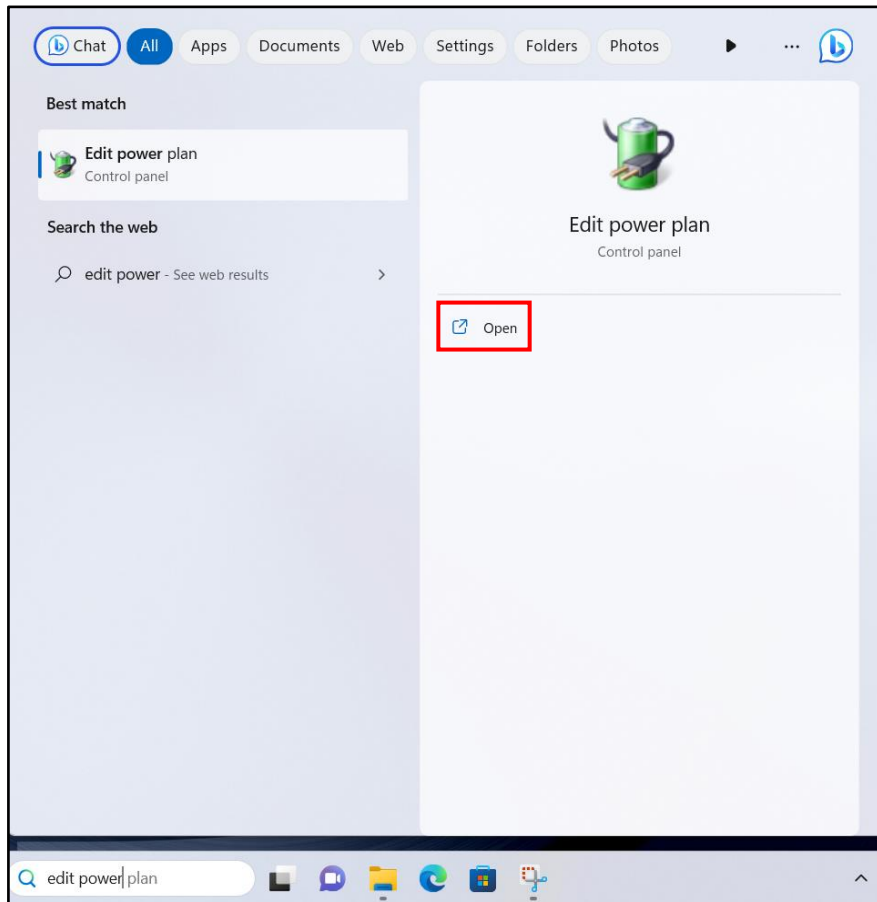 Chat All Apps Documents Web Settings Folders Photos ...
Best match
Edit power plan
Control panel
Search the web
edit power - See web results
Edit power plan
Control panel
Open
edit power plan